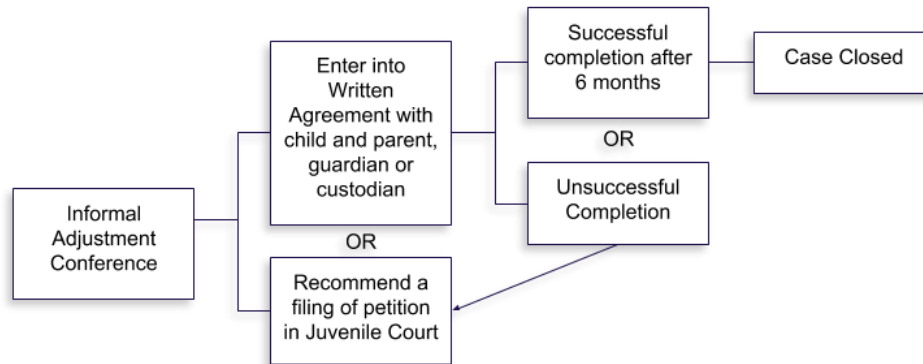 Informal
Adjustment
Conference
Enter into
Written
Agreement with
child and parent,
guardian or
custodian
OR
Recommend a
filing of petition
in Juvenile Court
Successful
completion after
6 months
OR
Unsuccessful
Completion
Case Closed